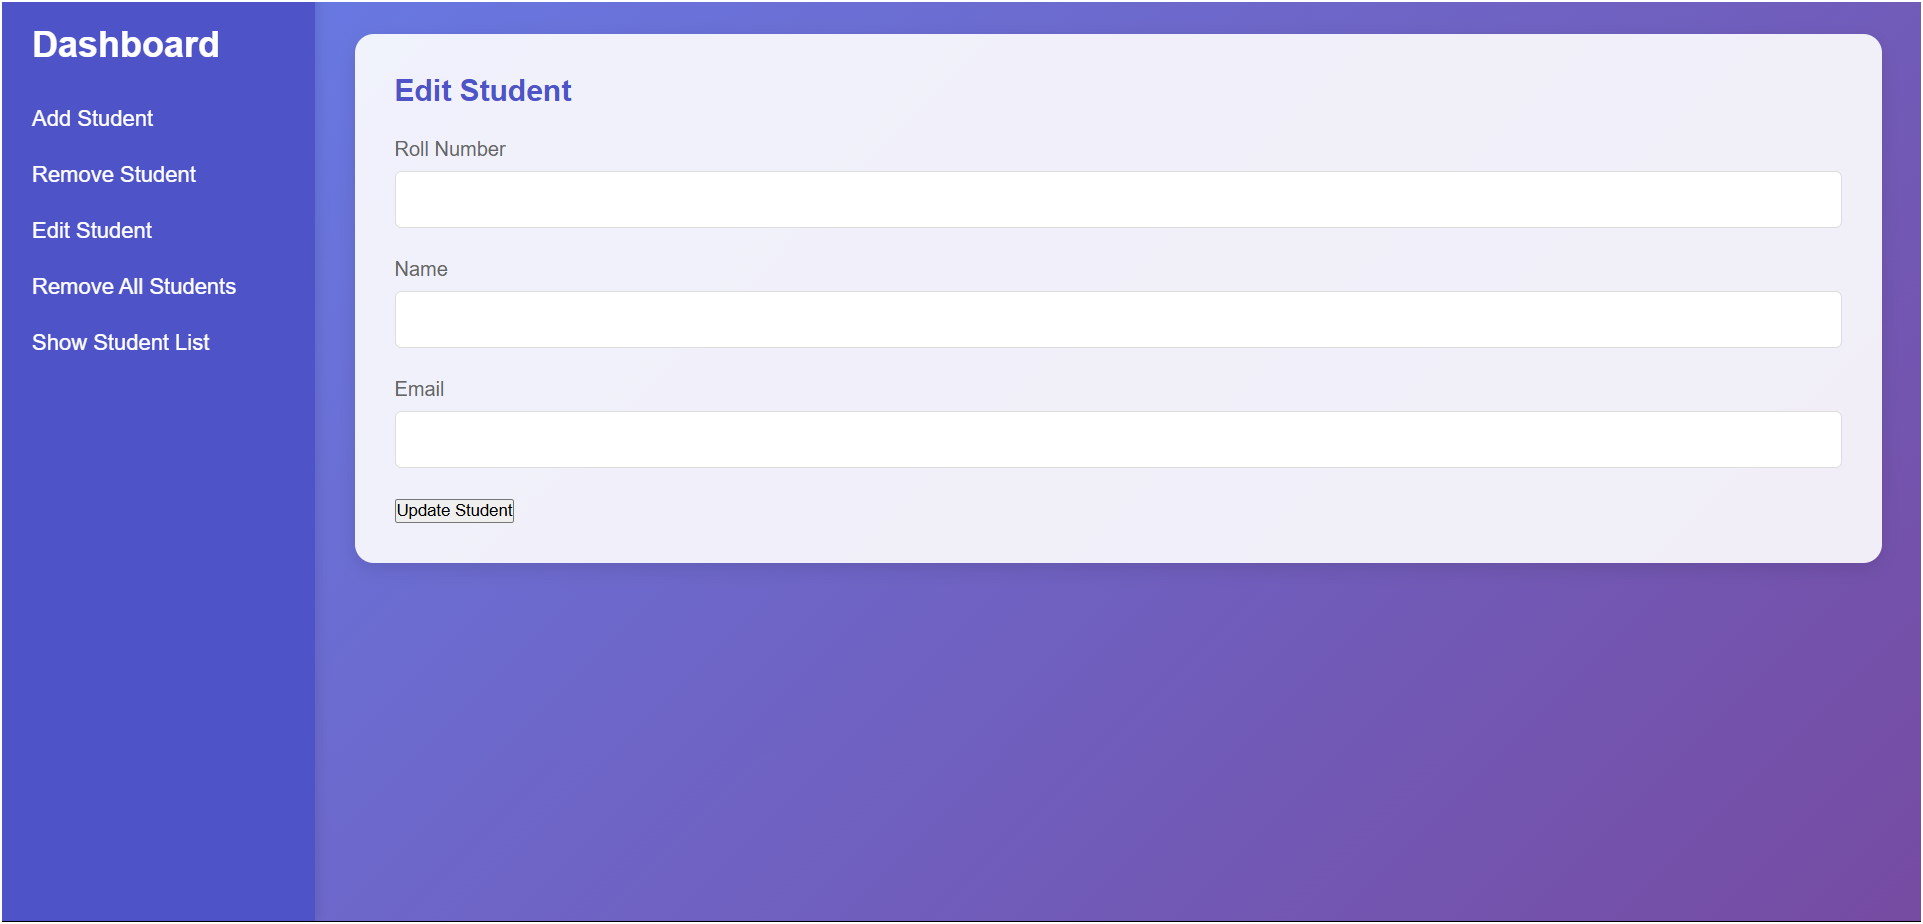 Dashboard
Add Student
Remove Student
Edit Student
Remove All Students
Show Student List
Edit Student
Roll Number
Name
Email
Update Student